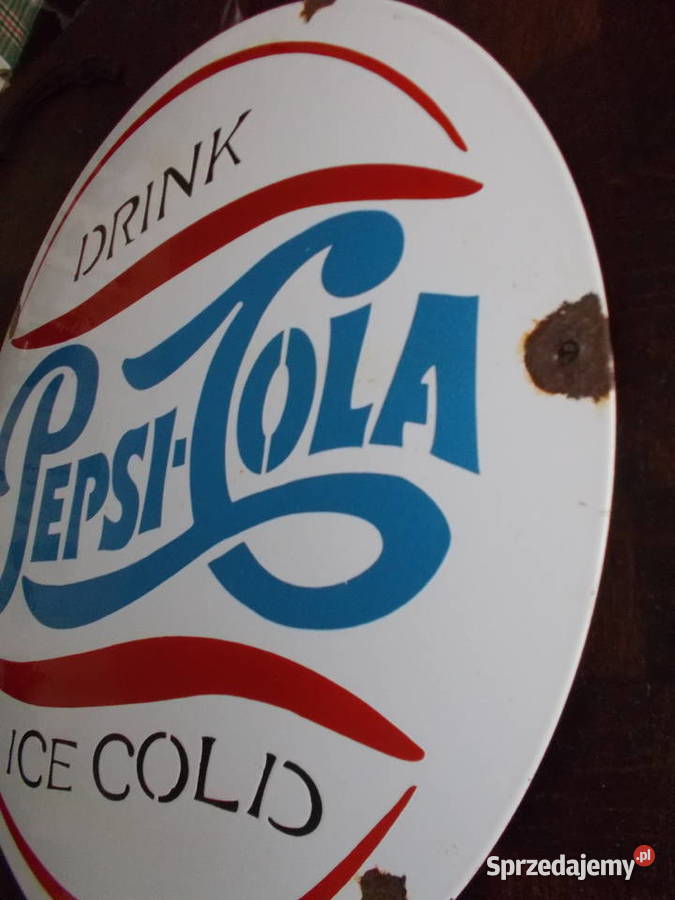 DRINK
PEPSI-COLA
ICE COLD
Sprzedajemy.pl